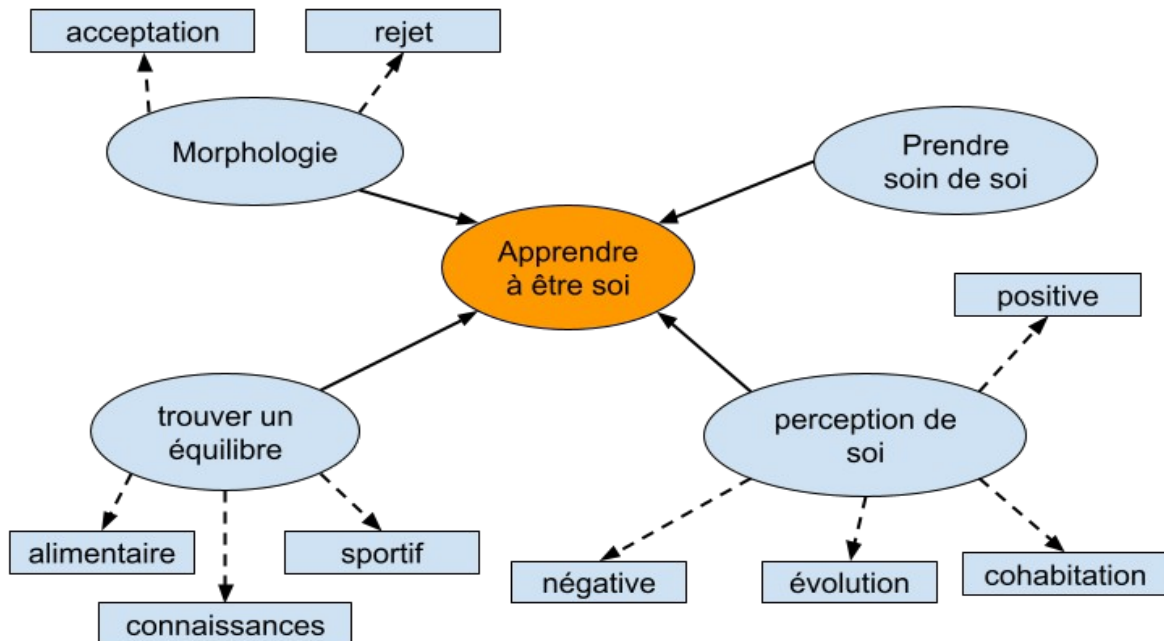 acceptation
rejet
Morphologie
Prendre
soin de soi
Apprendre
à être soi
positive
trouver un
équilibre
perception de
soi
alimentaire
sportif
négative
évolution
cohabitation
connaissances